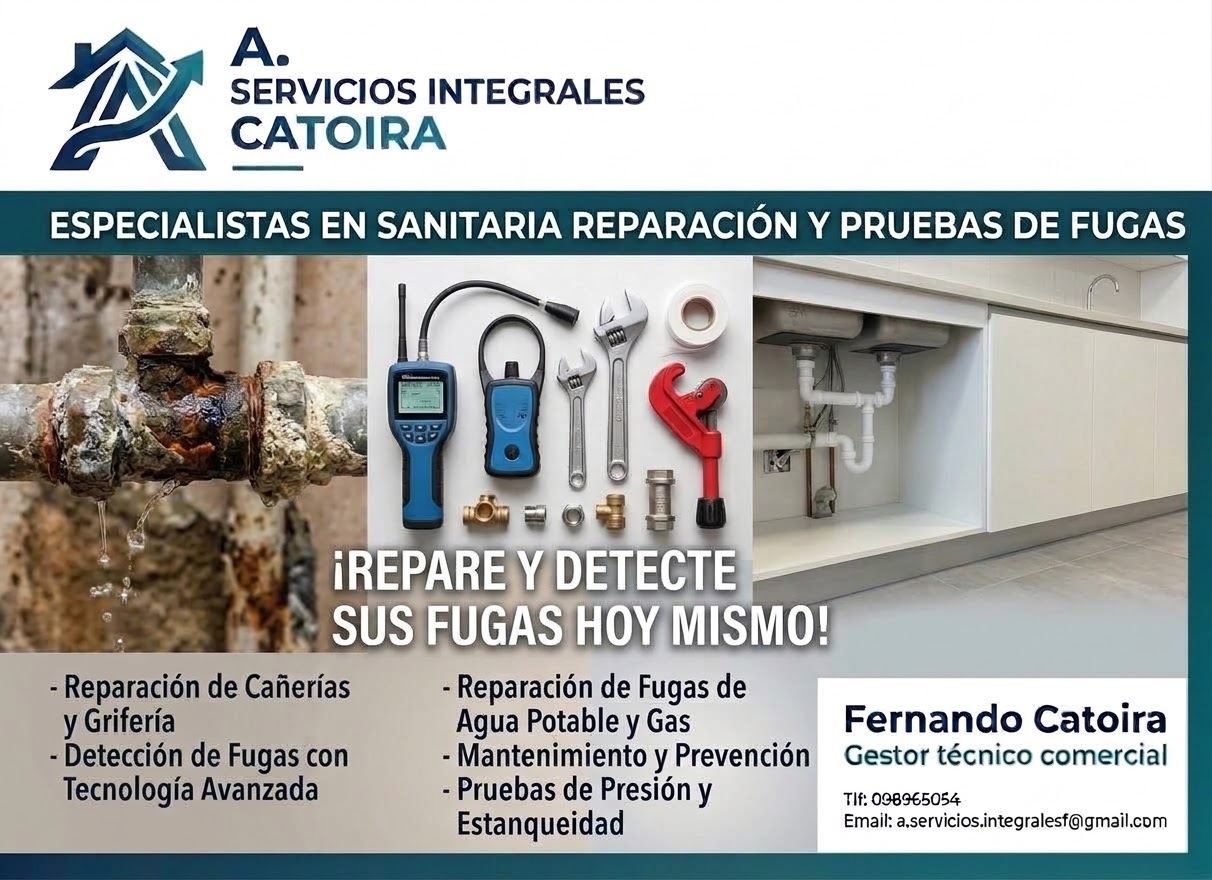 A.
SERVICIOS INTEGRALES
CATOIRA
ESPECIALISTAS EN SANITARIA REPARACIÓN Y PRUEBAS DE FUGAS
¡REPARE Y DETECTE
SUS FUGAS HOY MISMO!
- Reparación de Cañerías
y Grifería
- Detección de Fugas con
Tecnología Avanzada
- Reparación de Fugas de
Agua Potable y Gas
- Mantenimiento y Prevención
- Pruebas de Presión y
Estanqueidad
Fernando Catoira
Gestor técnico comercial
Tlf: 098965054
Email: a.servicios.integralesf@gmail.com